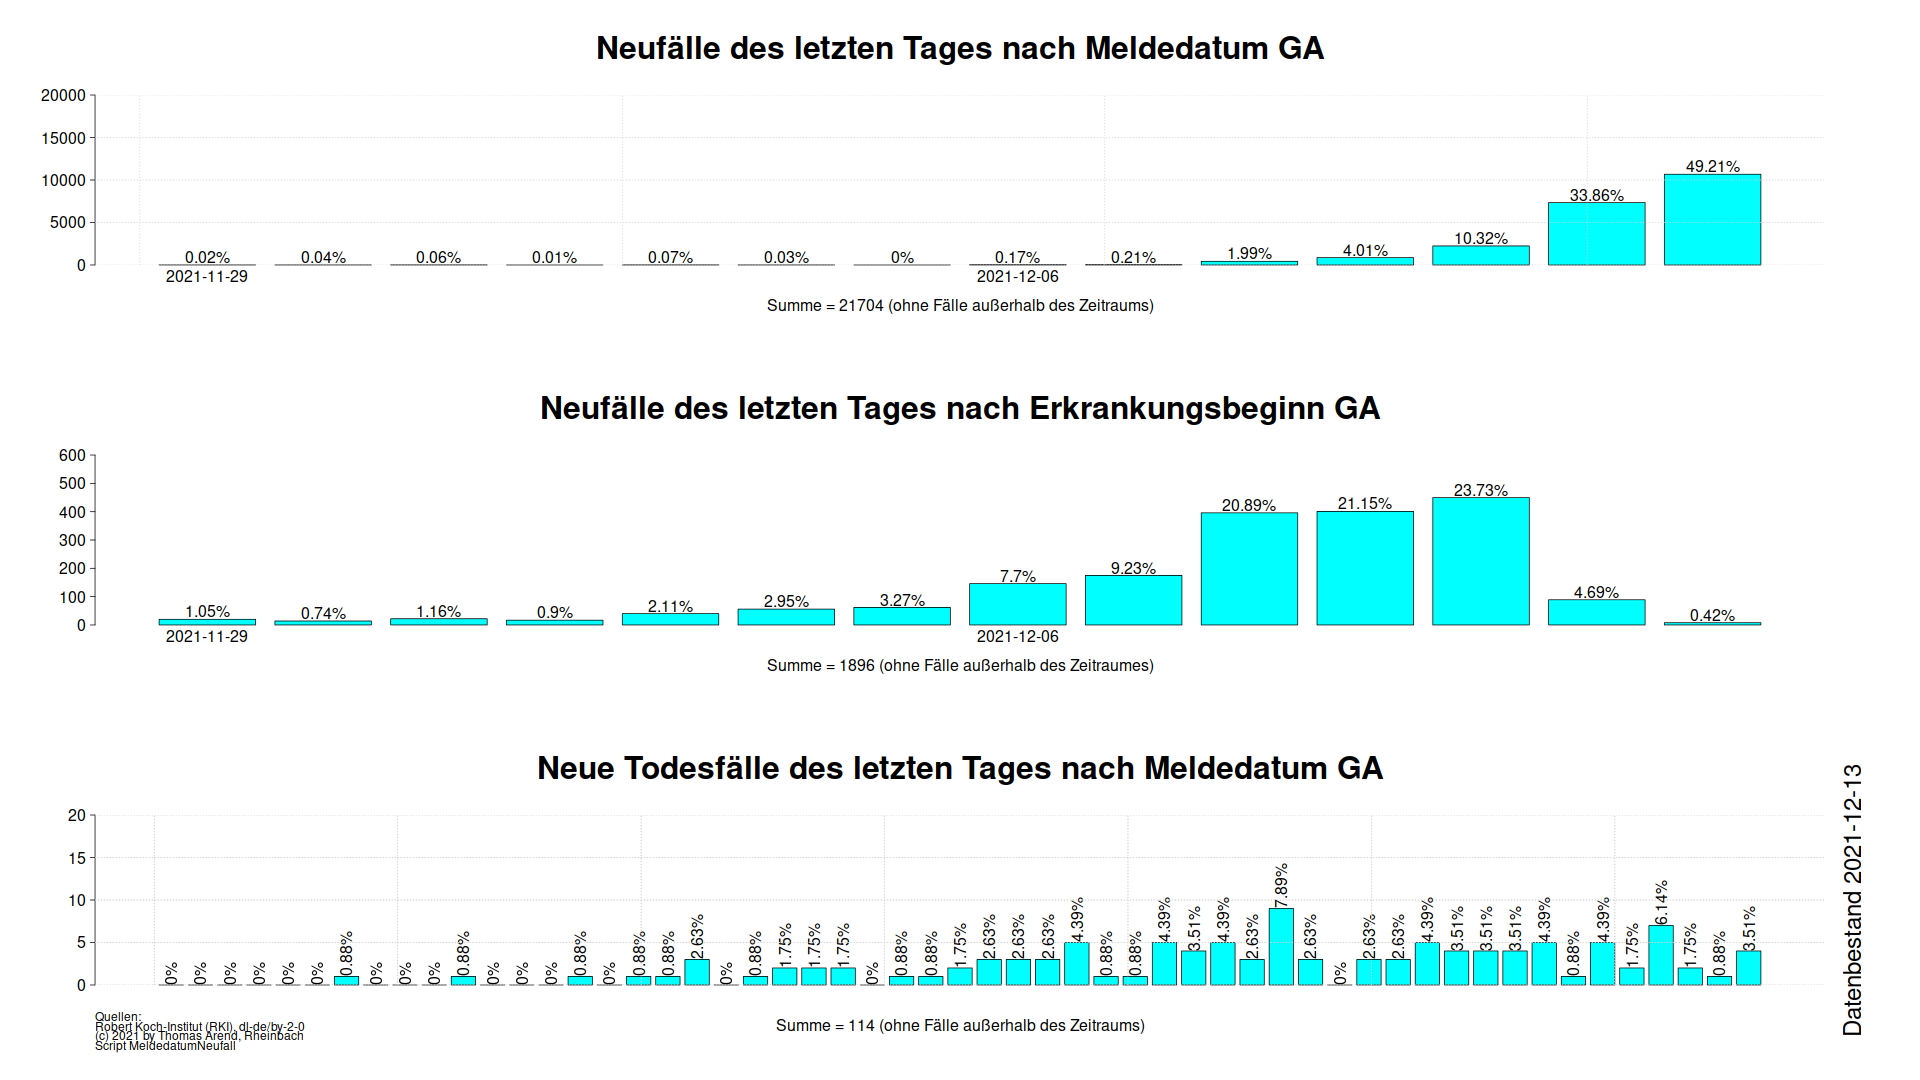 Neufälle des letzten Tages nach Meldedatum GA
20000
15000
10000
5000
0
0.02% 0.04% 0.06% 0.01% 0.07% 0.03% 0% 0.17% 0.21% 1.99% 4.01% 10.32% 33.86% 49.21%
2021-11-29 2021-12-06
Summe = 21704 (ohne Fälle außerhalb des Zeitraums)
Neufälle des letzten Tages nach Erkrankungsbeginn GA
600
500
400
300
200
100
0
1.05% 0.74% 1.16% 0.9% 2.11% 2.95% 3.27% 7.7% 9.23% 20.89% 21.15% 23.73% 4.69% 0.42%
2021-11-29 2021-12-06
Summe = 1896 (ohne Fälle außerhalb des Zeitraumes)
Neue Todesfälle des letzten Tages nach Meldedatum GA
20
15
10
5
0
0% 0% 0% 0% 0% 0% 0.88% 0% 0% 0% 0.88% 0% 0% 0% 0.88% 0% 0.88% 0.88% 2.63% 0% 0.88% 1.75% 1.75% 1.75% 0% 0.88% 0.88% 1.75% 2.63% 2.63% 2.63% 4.39% 0.88% 0.88% 4.39% 3.51% 4.39% 2.63% 7.89% 2.63% 0% 2.63% 2.63% 4.39% 3.51% 3.51% 3.51% 4.39% 0.88% 4.39% 1.75% 6.14% 1.75% 0.88% 3.51%
Summe = 114 (ohne Fälle außerhalb des Zeitraums)
Quellen:
Robert Koch-Institut (RKI), dl-de/by-2-0
(c) 2021 by Thomas Arend, Rheinbach
Script MeldedatumNeufall
Datenbestand 2021-12-13